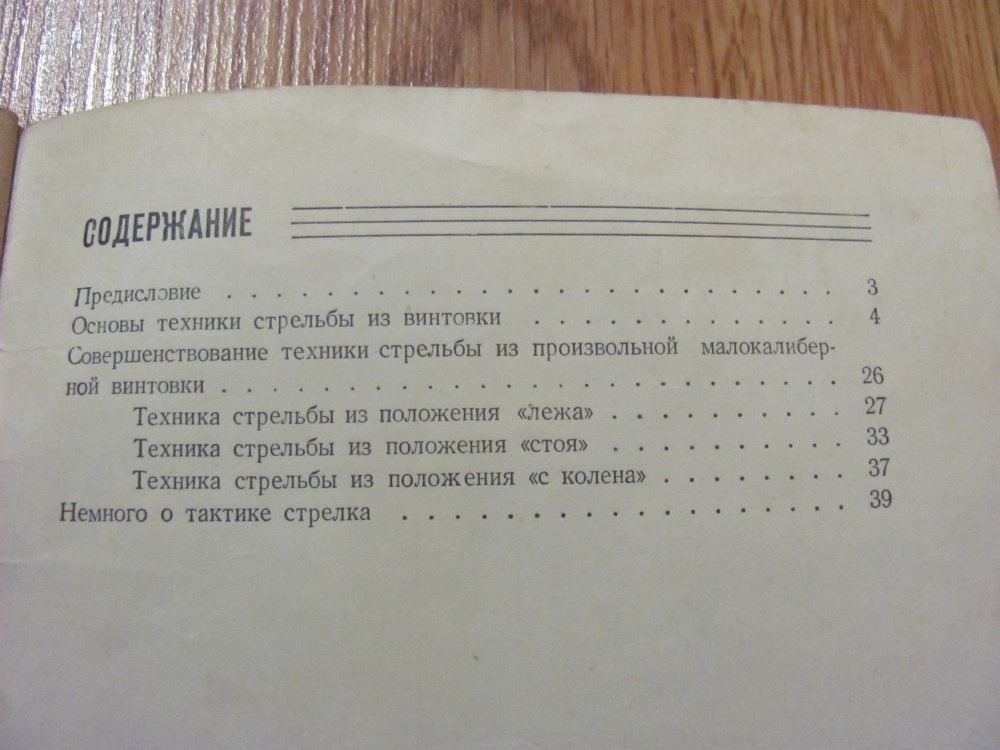 СОДЕРЖАНИЕ
Предисловие . . . . . . . . . . . . . . . . . . . . . . . . 3
Основы техники стрельбы из винтовки . . . . . . . . . . . . . 4
Совершенствование техники стрельбы из произвольной малокалибер-
ной винтовки . . . . . . . . . . . . . . . . . . . . . . . . 26
Техника стрельбы из положения «лежа» . . . . . . . . . . 27
Техника стрельбы из положения «стоя» . . . . . . . . . . 33
Техника стрельбы из положения «с колена» . . . . . . . . 37
Немного о тактике стрелка . . . . . . . . . . . . . . . . . . 39